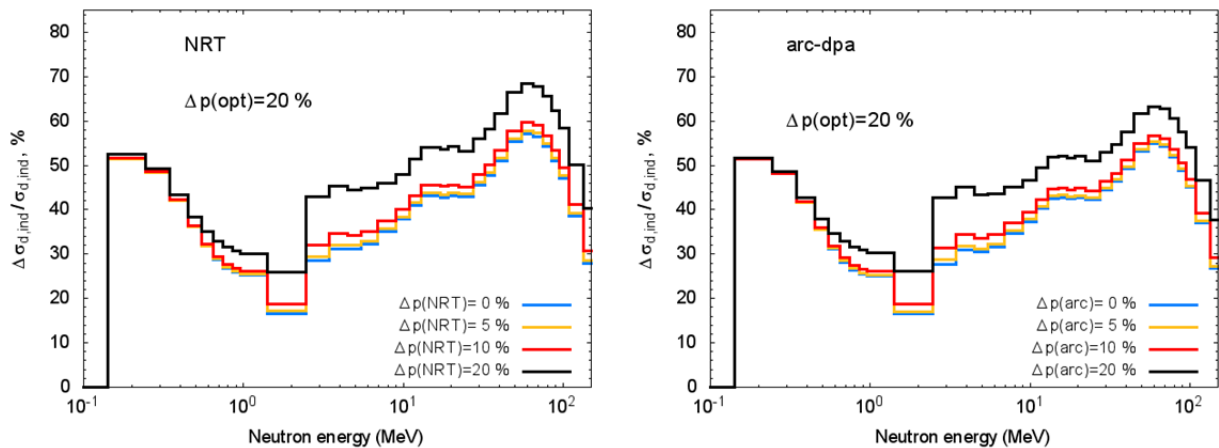 NRT
Δp(opt)=20 %
Δσd,ind/σd,ind, %
80
70
60
50
40
30
20
10
0
Δp(NRT)= 0 %
Δp(NRT)= 5 %
Δp(NRT)=10 %
Δp(NRT)=20 %
10⁻¹ 10⁰ 10¹ 10²
Neutron energy (MeV)
arc-dpa
Δp(opt)=20 %
Δσd,ind/σd,ind, %
80
70
60
50
40
30
20
10
0
Δp(arc)= 0 %
Δp(arc)= 5 %
Δp(arc)=10 %
Δp(arc)=20 %
10⁻¹ 10⁰ 10¹ 10²
Neutron energy (MeV)